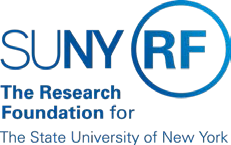 SUNY RF
The Research
Foundation for
The State University of New York